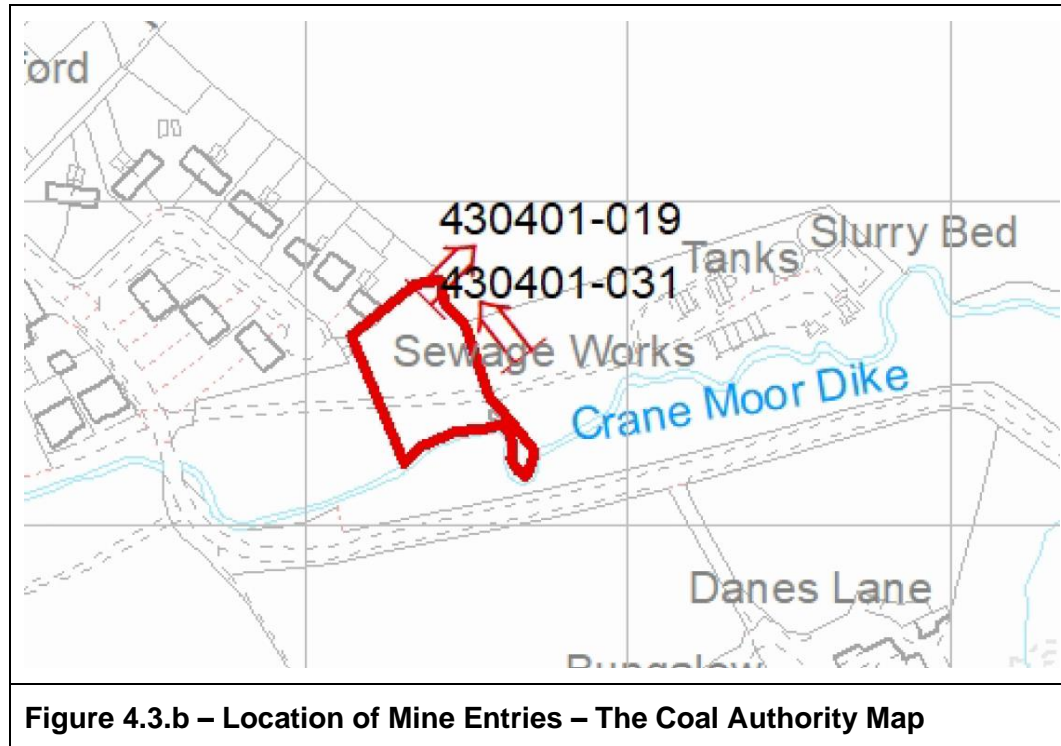 ord
430401-019
Slurry Bed
Tanks
430401-031
Sewage Works
Crane Moor Dike
Danes Lane
Bungalow
Figure 4.3.b – Location of Mine Entries – The Coal Authority Map